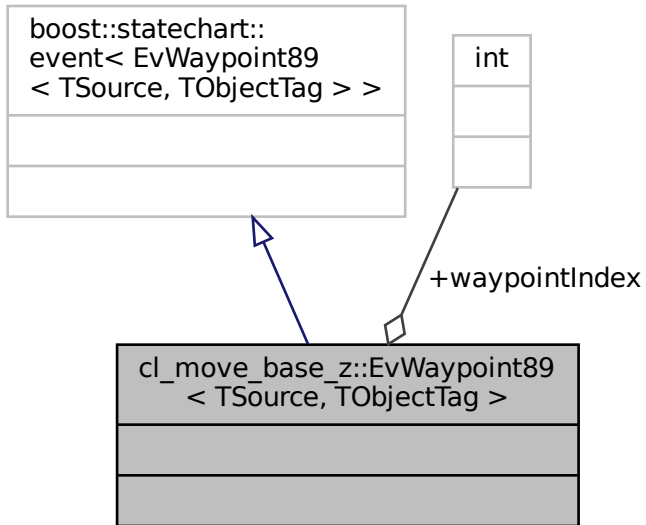 boost::statechart::
event< EvWaypoint89
< TSource, TObjectTag > >
int
+waypointIndex
cl_move_base_z::EvWaypoint89
< TSource, TObjectTag >